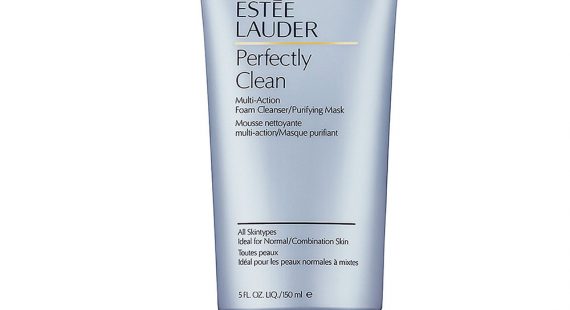 ESTĒE
LAUDER
Perfectly
Clean
Multi-Action
Foam Cleanser/Purifying Mask
Mousse nettoyante
multi-action/Masque purifiant
All Skintypes
Ideal for Normal/Combination Skin
Toutes peaux
Idéal pour les peaux normales à mixtes
5 FL. OZ. LIQ./150 ml ℮